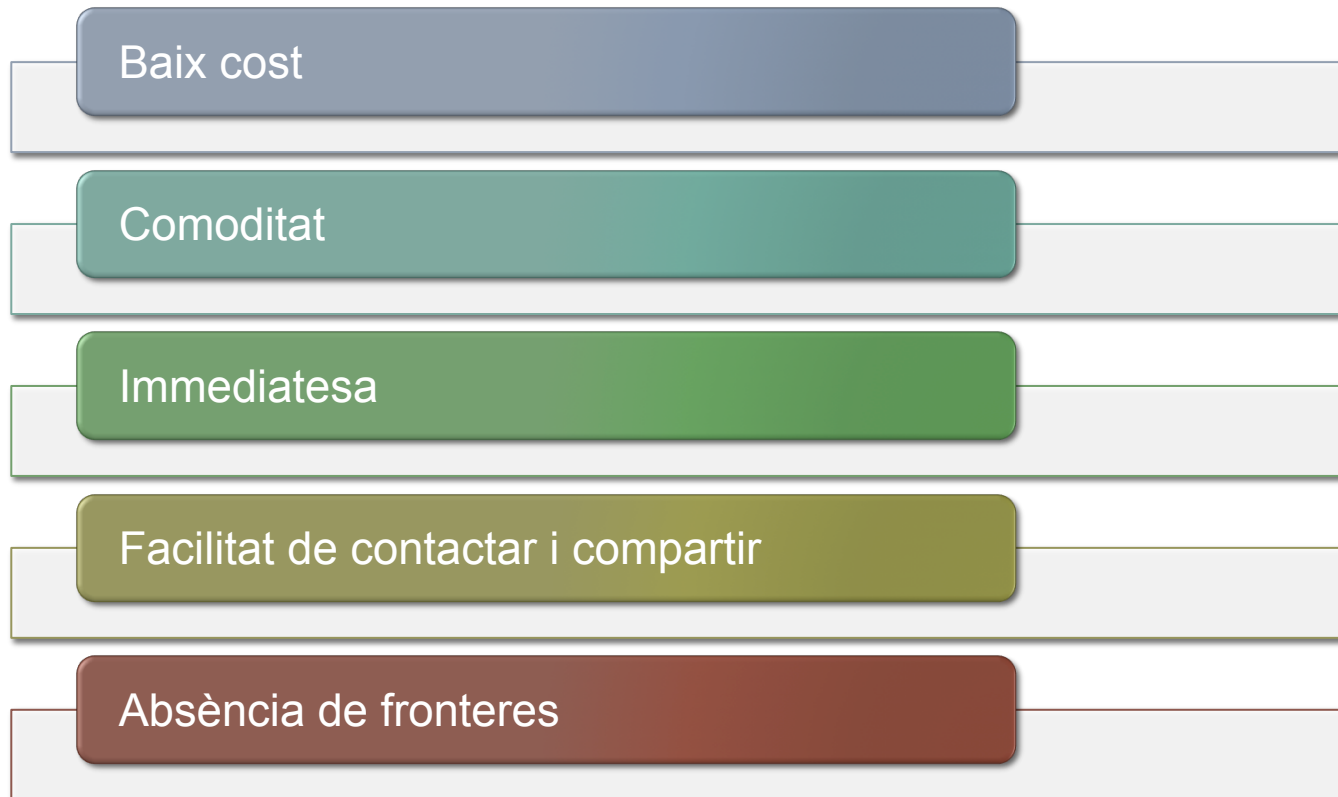 Baix cost
Comoditat
Immediatesa
Facilitat de contactar i compartir
Absència de fronteres